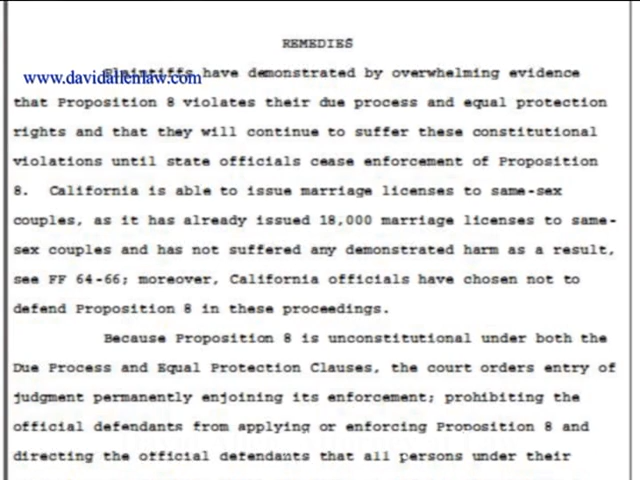 REMEDIES
www.davidallenlaw.com
Plaintiffs have demonstrated by overwhelming evidence
that Proposition 8 violates their due process and equal protection
rights and that they will continue to suffer these constitutional
violations until state officials cease enforcement of Proposition
8. California is able to issue marriage licenses to same-sex
couples, as it has already issued 18,000 marriage licenses to same-
sex couples and has not suffered any demonstrated harm as a result,
see FF 64-66; moreover, California officials have chosen not to
defend Proposition 8 in these proceedings.
Because Proposition 8 is unconstitutional under both the
Due Process and Equal Protection Clauses, the court orders entry of
judgment permanently enjoining its enforcement; prohibiting the
official defendants from applying or enforcing Proposition 8 and
directing the official defendants that all persons under their